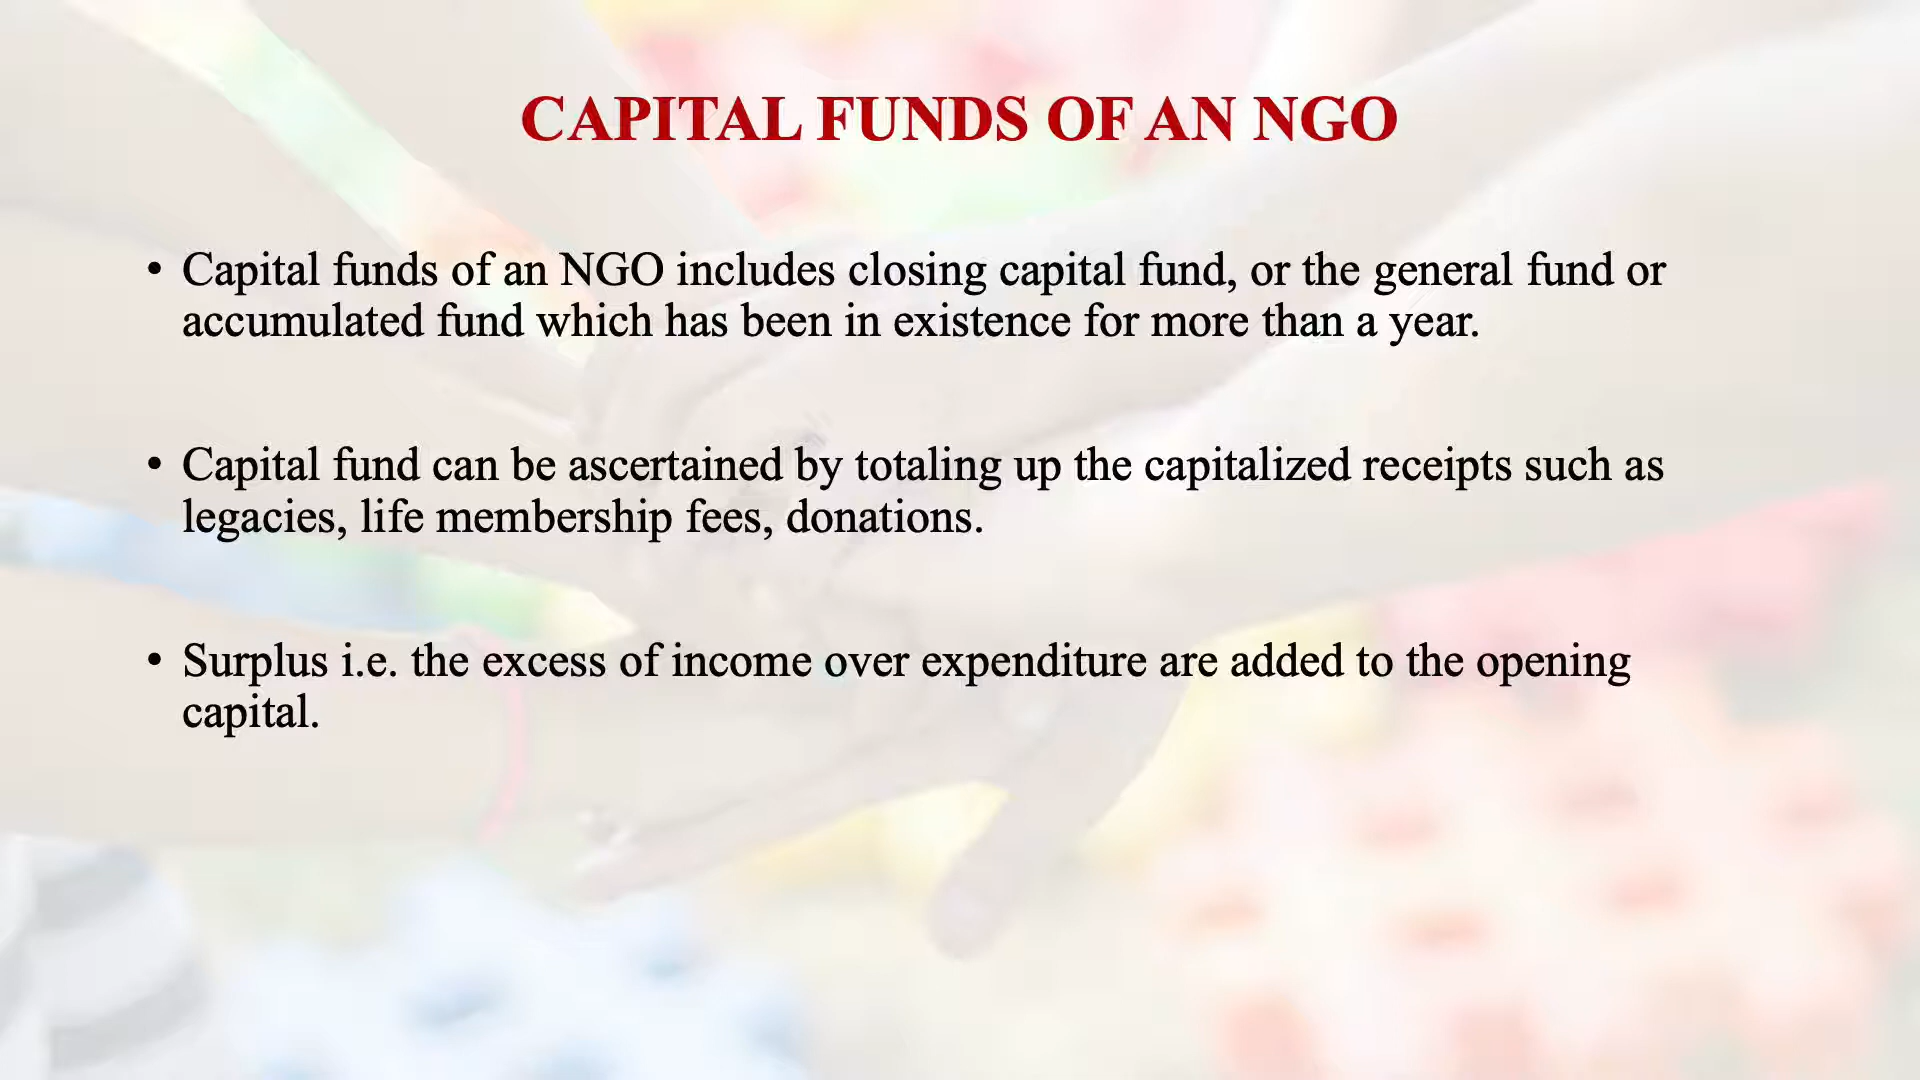 CAPITAL FUNDS OF AN NGO
• Capital funds of an NGO includes closing capital fund, or the general fund or
accumulated fund which has been in existence for more than a year.
• Capital fund can be ascertained by totaling up the capitalized receipts such as
legacies, life membership fees, donations.
• Surplus i.e. the excess of income over expenditure are added to the opening
capital.